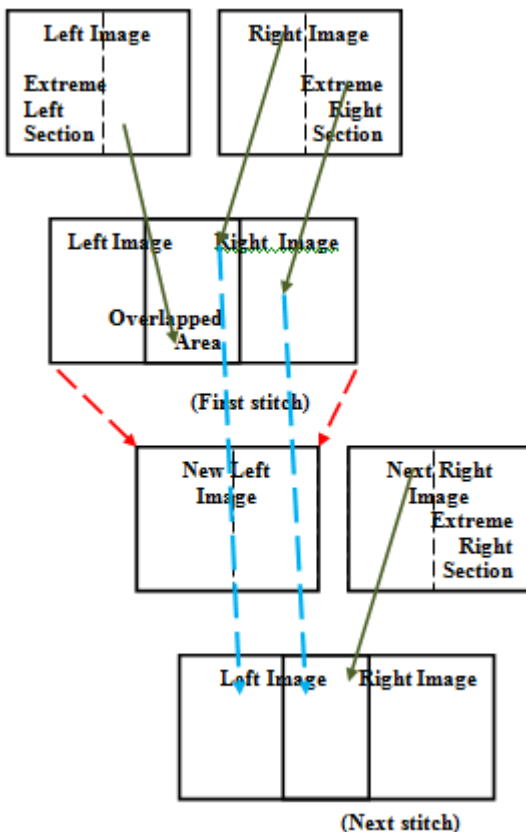 Left Image
Extreme
Left
Section
Right Image
Extreme
Right
Section
Left Image
Right Image
Overlapped
Area
(First stitch)
New Left
Image
Next Right
Image
Extreme
Right
Section
Left Image
Right Image
(Next stitch)